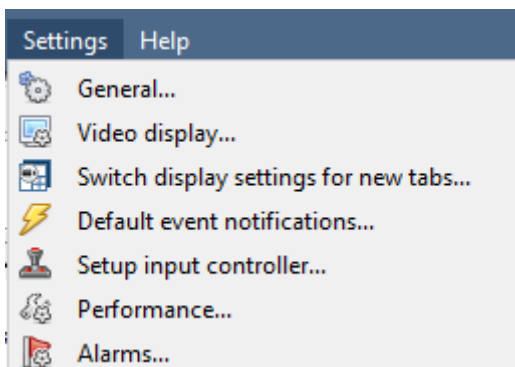 Settings Help
General...
Video display...
Switch display settings for new tabs...
Default event notifications...
Setup input controller...
Performance...
Alarms...